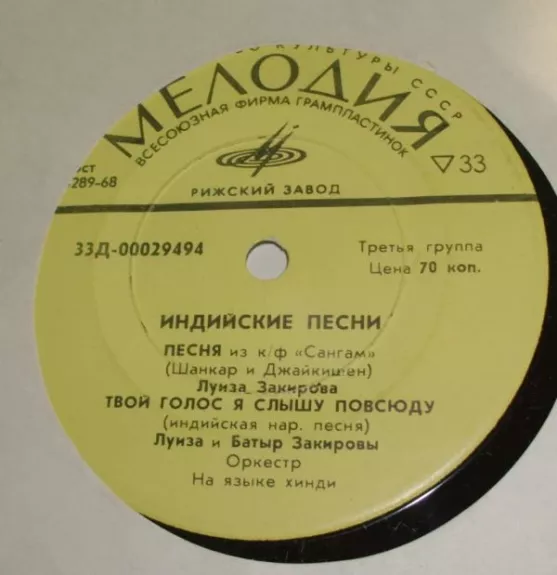 КУЛЬТУРЫ СССР
МЕЛОДИЯ
ВСЕСОЮЗНАЯ ФИРМА ГРАМПЛАСТИНОК
289-68
▽33
РИЖСКИЙ ЗАВОД
33Д-00029494
Третья группа
Цена 70 коп.
ИНДИЙСКИЕ ПЕСНИ
ПЕСНЯ из к/ф «Сангам»
(Шанкар и Джайкишен)
Луиза Закирова
ТВОЙ ГОЛОС Я СЛЫШУ ПОВСЮДУ
(индийская нар. песня)
Луиза и Батыр Закировы
Оркестр
На языке хинди